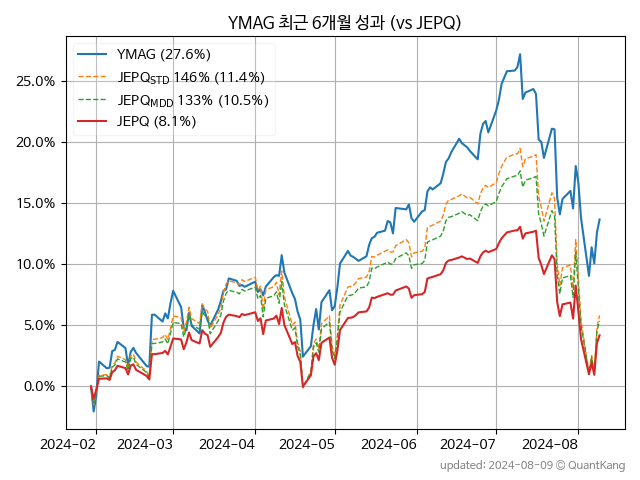 YMAG 최근 6개월 성과 (vs JEPQ)
YMAG (27.6%)
JEPQSTD 146% (11.4%)
JEPQMDD 133% (10.5%)
JEPQ (8.1%)
25.0%
20.0%
15.0%
10.0%
5.0%
0.0%
2024-02 2024-03 2024-04 2024-05 2024-06 2024-07 2024-08
updated: 2024-08-09 © QuantKang